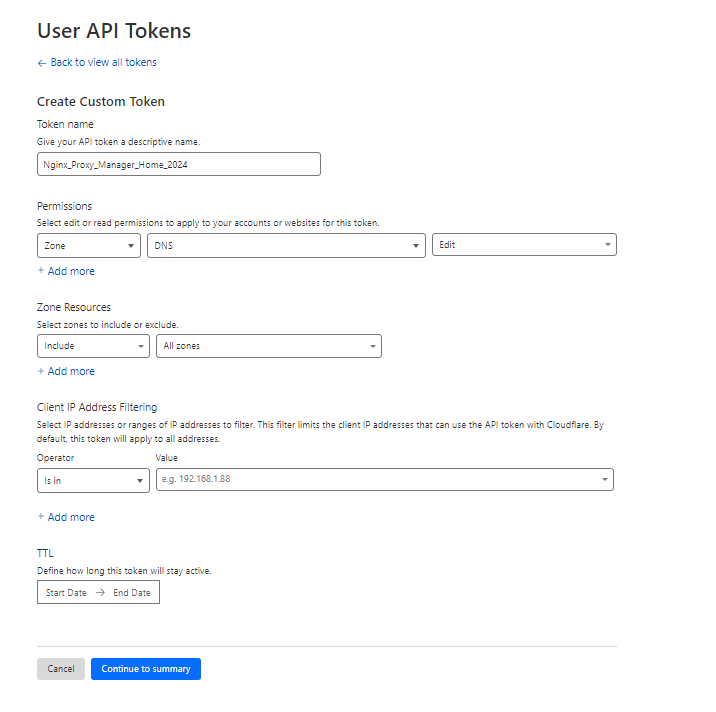 User API Tokens
← Back to view all tokens
Create Custom Token
Token name
Give your API token a descriptive name.
Nginx_Proxy_Manager_Home_2024
Permissions
Select edit or read permissions to apply to your accounts or websites for this token.
Zone DNS Edit
+ Add more
Zone Resources
Select zones to include or exclude.
Include All zones
+ Add more
Client IP Address Filtering
Select IP addresses or ranges of IP addresses to filter. This filter limits the client IP addresses that can use the API token with Cloudflare. By
default, this token will apply to all addresses.
Operator Value
Is in e.g. 192.168.1.88
+ Add more
TTL
Define how long this token will stay active.
Start Date → End Date
Cancel Continue to summary